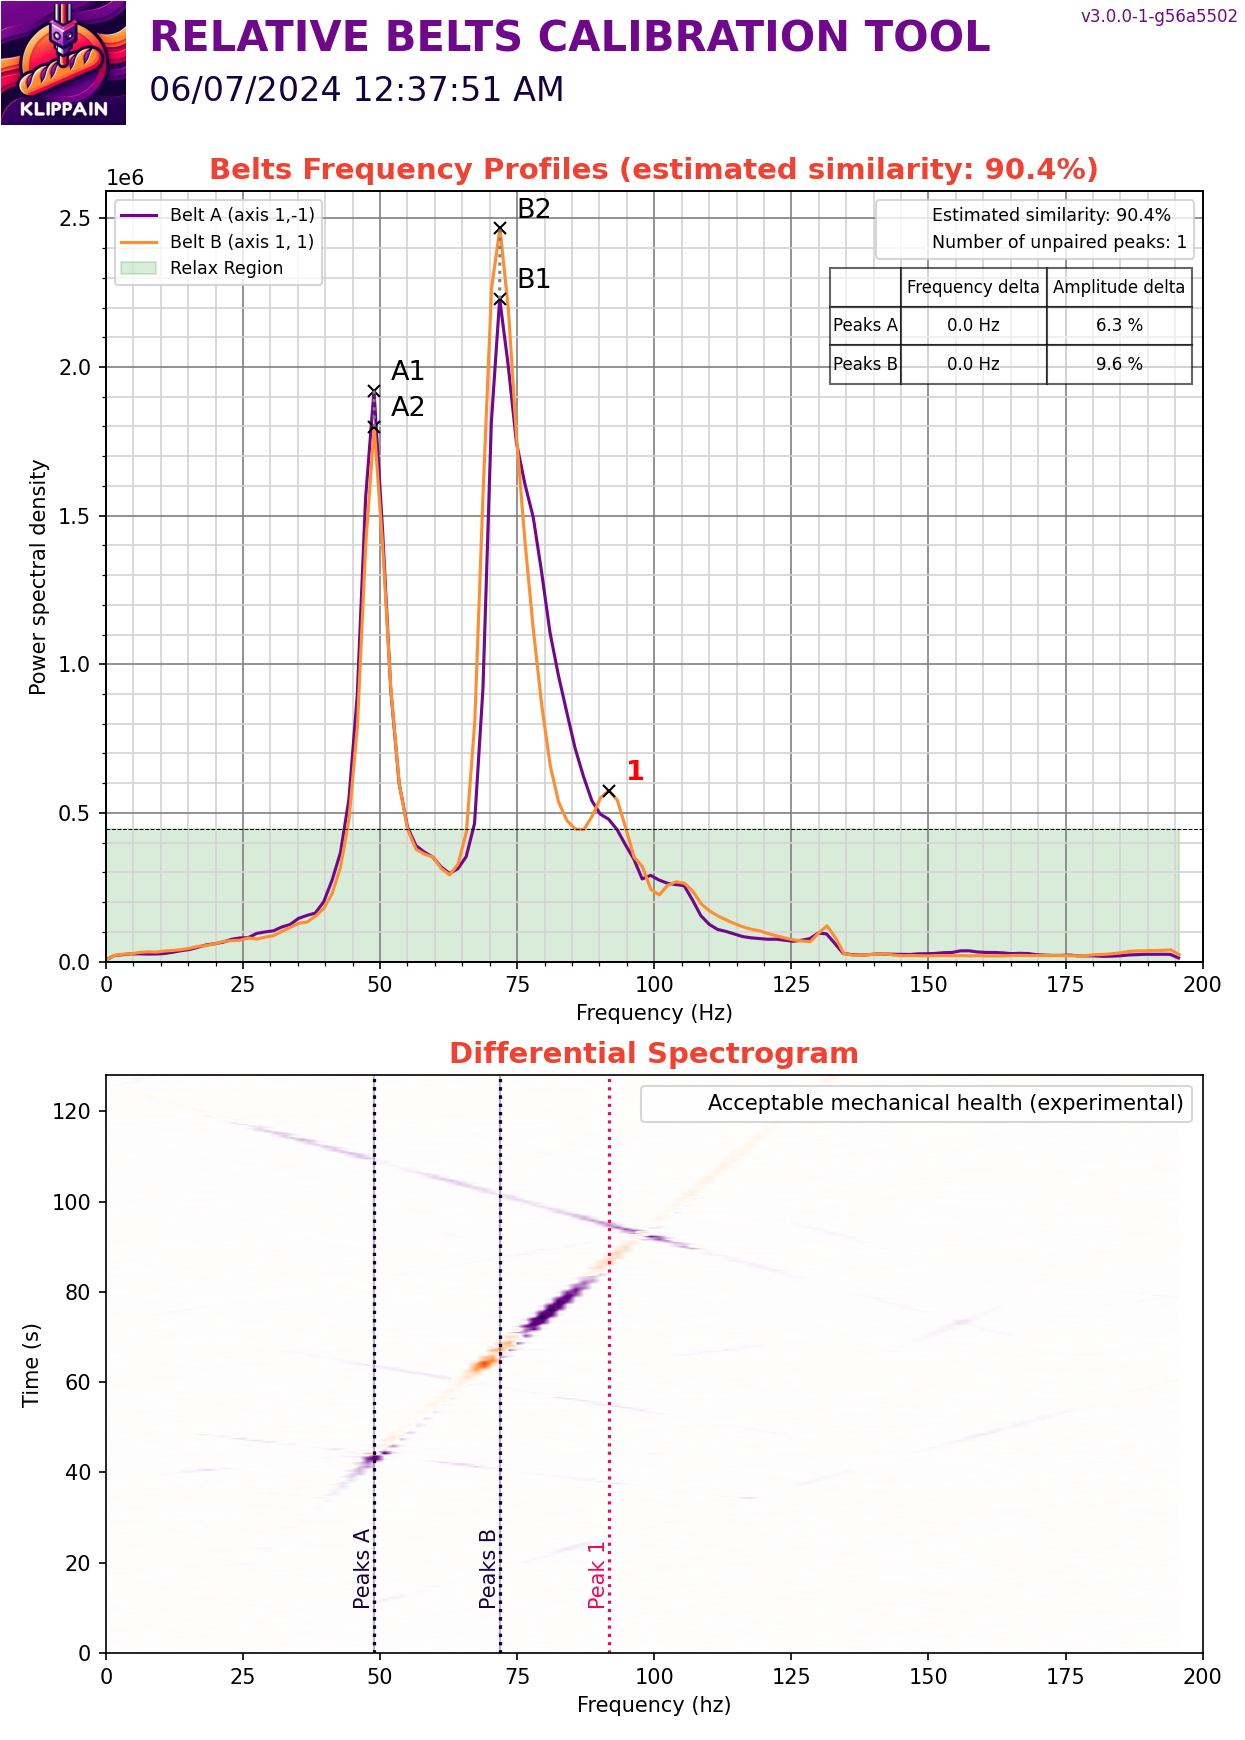 v3.0.0-1-g56a5502
RELATIVE BELTS CALIBRATION TOOL
06/07/2024 12:37:51 AM
KLIPPAIN
Belts Frequency Profiles (estimated similarity: 90.4%)
1e6
Belt A (axis 1,-1)
Belt B (axis 1, 1)
Relax Region
Estimated similarity: 90.4%
Number of unpaired peaks: 1
Frequency delta Amplitude delta
Peaks A 0.0 Hz 6.3 %
Peaks B 0.0 Hz 9.6 %
B2
B1
A1
A2
1
2.5
2.0
1.5
1.0
0.5
0.0
Power spectral density
0 25 50 75 100 125 150 175 200
Frequency (Hz)
Differential Spectrogram
Acceptable mechanical health (experimental)
120
100
80
60
40
20
0
Time (s)
Peaks A
Peaks B
Peak 1
0 25 50 75 100 125 150 175 200
Frequency (hz)